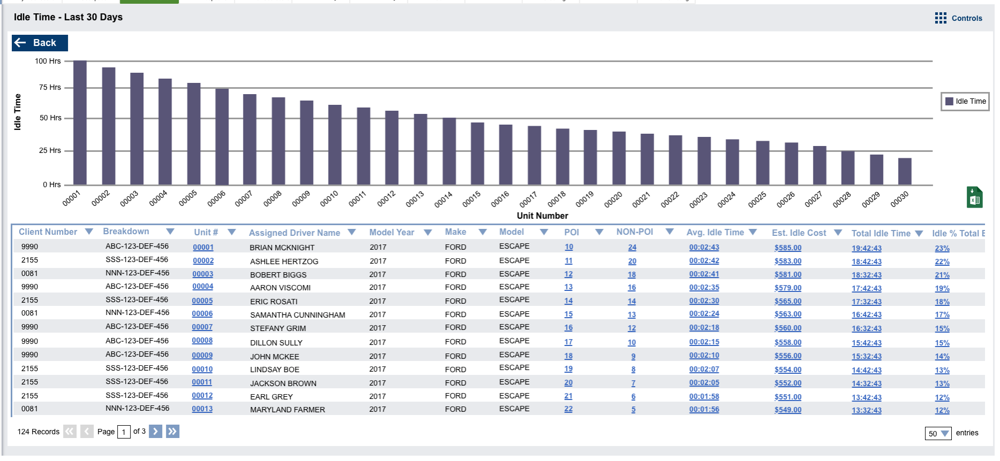 Idle Time - Last 30 Days
Controls
Back
100 Hrs
75 Hrs
50 Hrs
25 Hrs
0 Hrs
Idle Time
Idle Time
00001 00002 00003 00004 00005 00006 00007 00008 00009 00010 00011 00012 00013 00014 00015 00016 00017 00018 00019 00020 00021 00022 00023 00024 00025 00026 00027 00028 00029 00030
Unit Number
Client Number Breakdown Unit # Assigned Driver Name Model Year Make Model POI NON-POI Avg. Idle Time Est. Idle Cost Total Idle Time Idle % Total E
9990 ABC-123-DEF-456 00001 BRIAN MCKNIGHT 2017 FORD ESCAPE 10 24 00:02:43 $585.00 19:42:43 23%
2155 SSS-123-DEF-456 00002 ASHLEE HERTZOG 2017 FORD ESCAPE 11 20 00:02:42 $583.00 18:42:43 22%
0081 NNN-123-DEF-456 00003 BOBERT BIGGS 2017 FORD ESCAPE 12 18 00:02:41 $581.00 18:32:43 21%
9990 ABC-123-DEF-456 00004 AARON VISCOMI 2017 FORD ESCAPE 13 16 00:02:35 $579.00 17:42:43 19%
2155 SSS-123-DEF-456 00005 ERIC ROSATI 2017 FORD ESCAPE 14 14 00:02:30 $565.00 17:32:43 18%
0081 NNN-123-DEF-456 00006 SAMANTHA CUNNINGHAM 2017 FORD ESCAPE 15 13 00:02:24 $563.00 16:42:43 17%
9990 ABC-123-DEF-456 00007 STEFANY GRIM 2017 FORD ESCAPE 16 12 00:02:18 $560.00 16:32:43 15%
9990 ABC-123-DEF-456 00008 DILLON SULLY 2017 FORD ESCAPE 17 10 00:02:15 $558.00 15:42:43 15%
9990 ABC-123-DEF-456 00009 JOHN MCKEE 2017 FORD ESCAPE 18 9 00:02:10 $556.00 15:32:43 14%
2155 SSS-123-DEF-456 00010 LINDSAY BOE 2017 FORD ESCAPE 19 8 00:02:07 $554.00 14:42:43 13%
2155 SSS-123-DEF-456 00011 JACKSON BROWN 2017 FORD ESCAPE 20 7 00:02:05 $552.00 14:32:43 13%
2155 SSS-123-DEF-456 00012 EARL GREY 2017 FORD ESCAPE 21 6 00:01:58 $551.00 13:42:43 12%
0081 NNN-123-DEF-456 00013 MARYLAND FARMER 2017 FORD ESCAPE 22 5 00:01:56 $549.00 13:32:43 12%
124 Records Page 1 of 3
50 entries